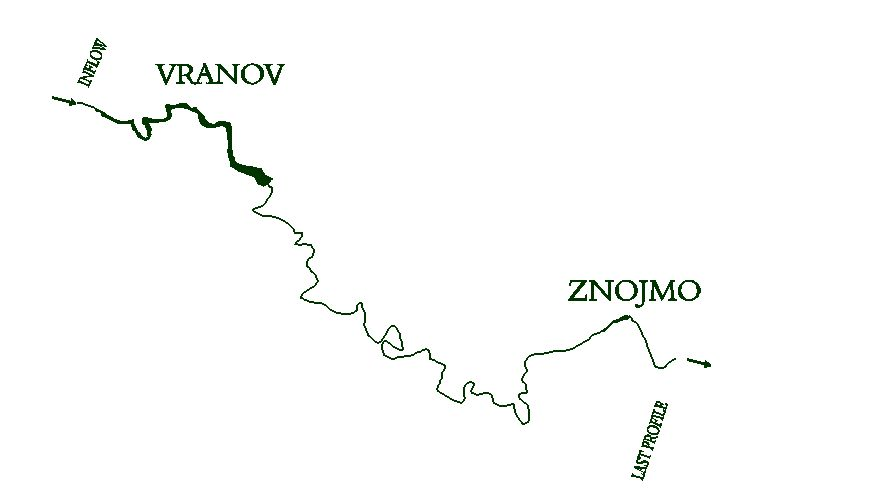 INFLOW
VRANOV
ZNOJMO
LAST PROFILE